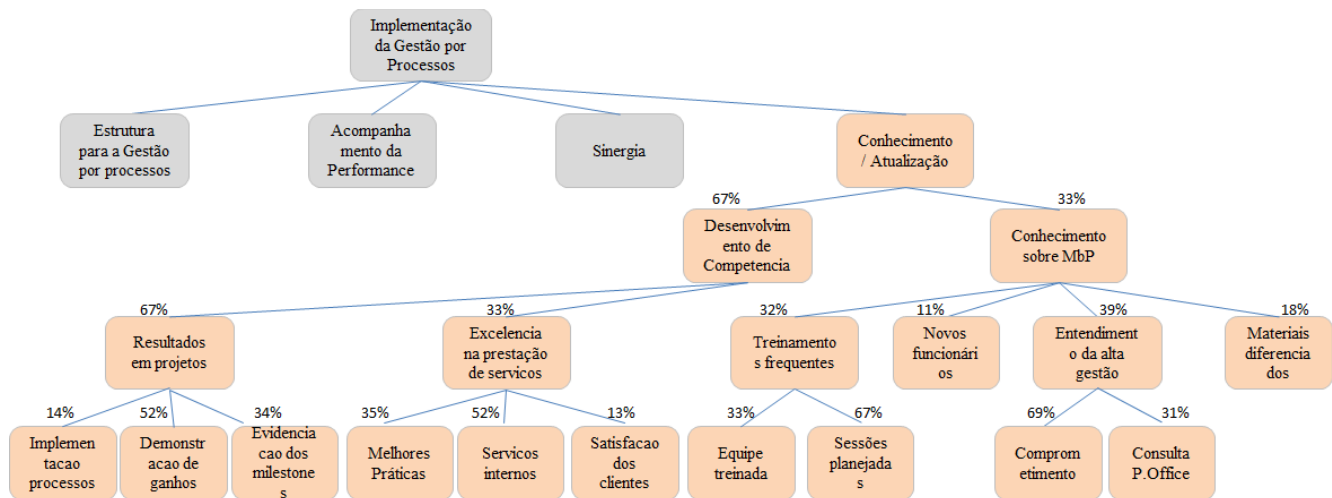 Implementação
da Gestão por
Processos
Estrutura
para a Gestão
por processos
Acompanha
mento da
Performance
Sinergia
Conhecimento
/ Atualização
67%
33%
Desenvolvim
ento de
Competencia
Conhecimento
sobre MbP
67%
33%
32%
11%
39%
18%
Resultados
em projetos
Excelencia
na prestação
de servicos
Treinamento
s frequentes
Novos
funcionári
os
Entendiment
o da alta
gestão
Materiais
diferencia
dos
14%
52%
34%
35%
52%
13%
33%
67%
69%
31%
Implemen
tacao
processos
Demonstr
acao de
ganhos
Evidencia
cao dos
milestone
s
Melhores
Práticas
Servicos
internos
Satisfacao
dos
clientes
Equipe
treinada
Sessões
planejada
s
Comprom
etimento
Consulta
P.Office